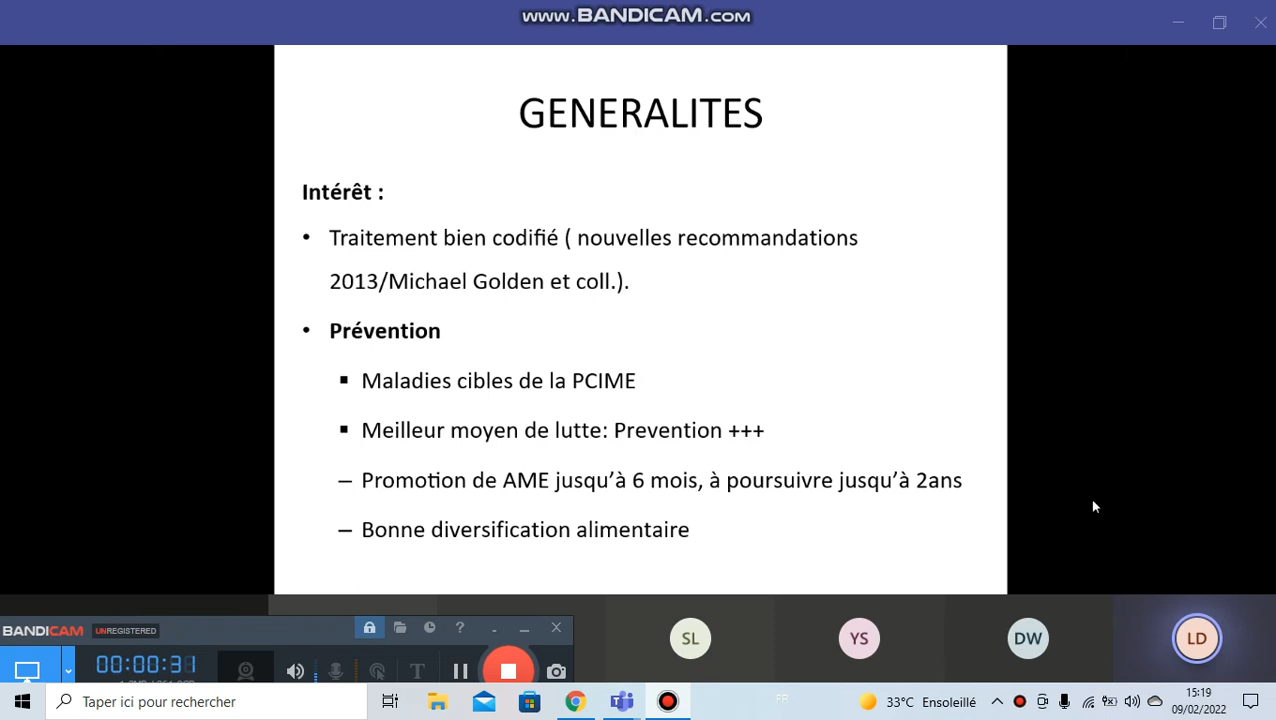 www.BANDICAM.com
GENERALITES
Intérêt :
• Traitement bien codifié ( nouvelles recommandations
2013/Michael Golden et coll.).
• Prévention
▪ Maladies cibles de la PCIME
▪ Meilleur moyen de lutte: Prevention +++
– Promotion de AME jusqu’à 6 mois, à poursuivre jusqu’à 2ans
– Bonne diversification alimentaire
BANDICAM UNREGISTERED
00:00:31
SL YS DW LD
Taper ici pour rechercher
FR
33°C Ensoleillé
15:19
09/02/2022